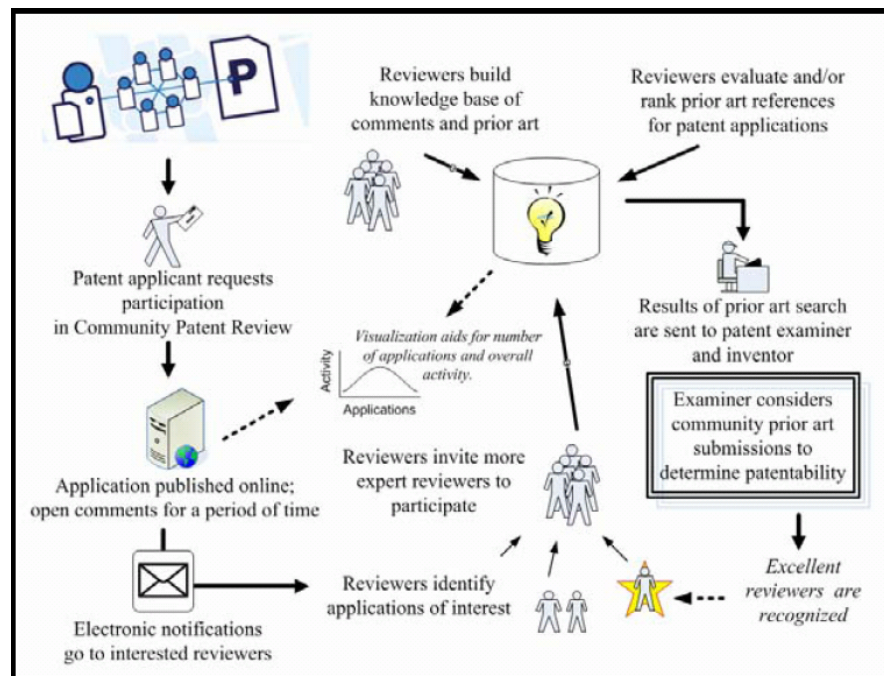 P
Reviewers build
knowledge base of
comments and prior art
Reviewers evaluate and/or
rank prior art references
for patent applications
Patent applicant requests
participation
in Community Patent Review
Visualization aids for number
of applications and overall
activity.
Activity
Applications
Results of prior art search
are sent to patent examiner
and inventor
Examiner considers
community prior art
submissions to
determine patentability
Application published online;
open comments for a period of time
Reviewers invite more
expert reviewers to
participate
Electronic notifications
go to interested reviewers
Reviewers identify
applications of interest
Excellent
reviewers are
recognized